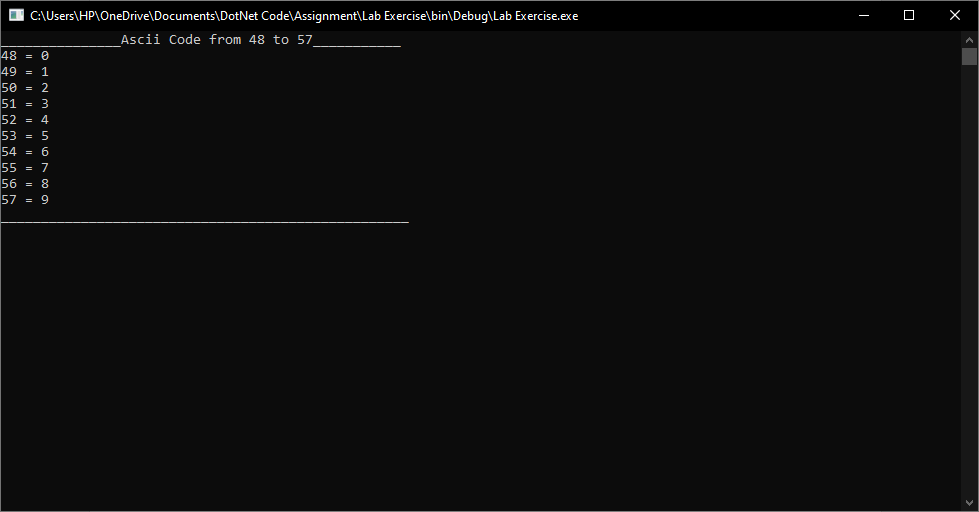 C:\Users\HP\OneDrive\Documents\DotNet Code\Assignment\Lab Exercise\bin\Debug\Lab Exercise.exe
_______________Ascii Code from 48 to 57___________
48 = 0
49 = 1
50 = 2
51 = 3
52 = 4
53 = 5
54 = 6
55 = 7
56 = 8
57 = 9
___________________________________________________